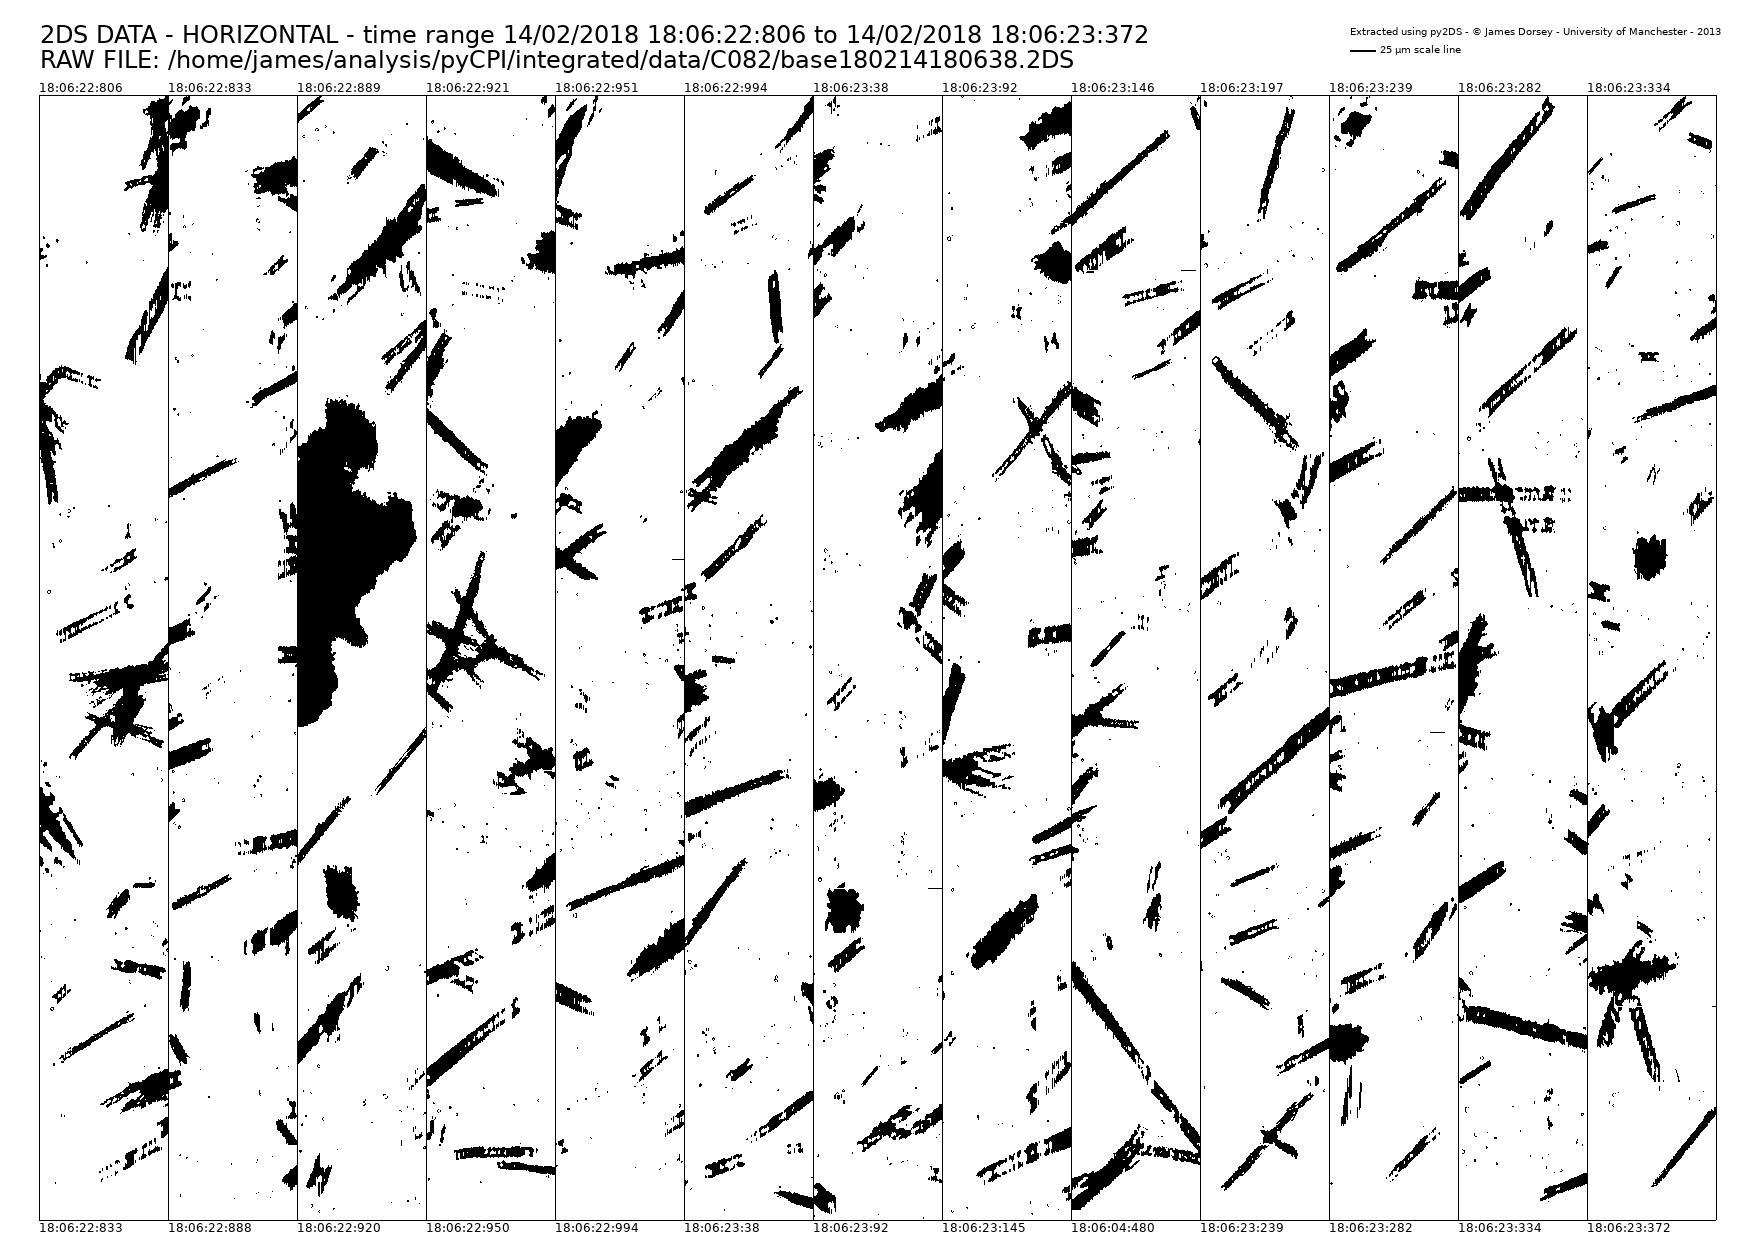 2DS DATA - HORIZONTAL - time range 14/02/2018 18:06:22:806 to 14/02/2018 18:06:23:372
RAW FILE: /home/james/analysis/pyCPI/integrated/data/C082/base180214180638.2DS
Extracted using py2DS - © James Dorsey - University of Manchester - 2013
25 µm scale line
18:06:22:806 18:06:22:833 18:06:22:889 18:06:22:921 18:06:22:951 18:06:22:994 18:06:23:38 18:06:23:92 18:06:23:146 18:06:23:197 18:06:23:239 18:06:23:282 18:06:23:334
18:06:22:833 18:06:22:888 18:06:22:920 18:06:22:950 18:06:22:994 18:06:23:38 18:06:23:92 18:06:23:145 18:06:04:480 18:06:23:239 18:06:23:282 18:06:23:334 18:06:23:372